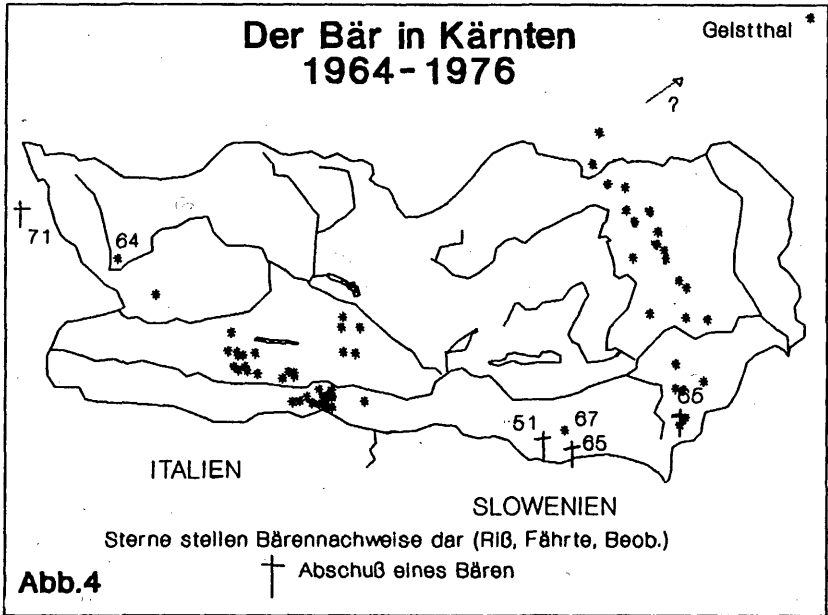 Der Bär in Kärnten
1964-1976
Geistthal
?
71
64
51
67
65
66
ITALIEN
SLOWENIEN
Sterne stellen Bärennachweise dar (Riß, Fährte, Beob.)
Abschuß eines Bären
Abb.4